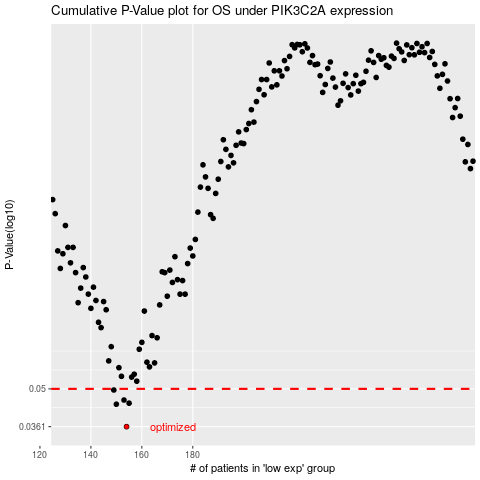 Cumulative P-Value plot for OS under PIK3C2A expression
P-Value(log10)
0.05
0.0361
optimized
120 140 160 180
# of patients in 'low exp' group